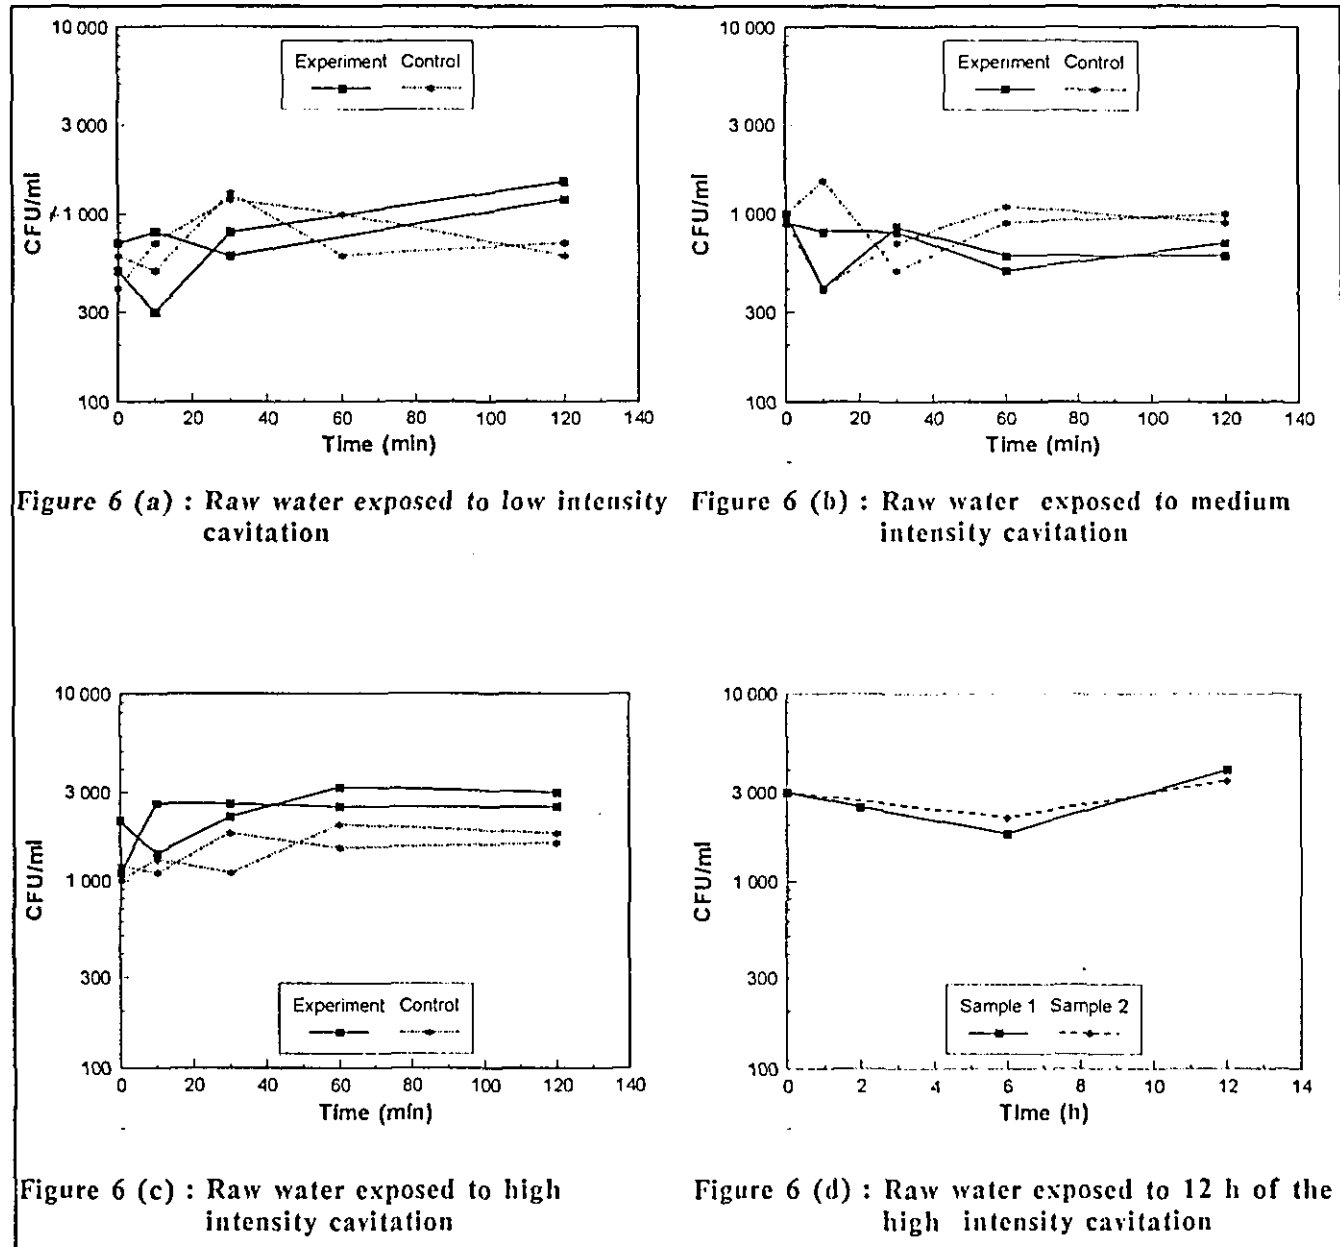 10 000
3 000
1 000
300
100
CFU/ml
Experiment Control
0 20 40 60 80 100 120 140
Time (min)
Figure 6 (a) : Raw water exposed to low intensity
cavitation
10 000
3 000
1 000
300
100
CFU/ml
Experiment Control
0 20 40 60 80 100 120 140
Time (min)
Figure 6 (b) : Raw water exposed to medium
intensity cavitation
10 000
3 000
1 000
300
100
CFU/ml
Experiment Control
0 20 40 60 80 100 120 140
Time (min)
Figure 6 (c) : Raw water exposed to high
intensity cavitation
10 000
3 000
1 000
300
100
CFU/ml
Sample 1 Sample 2
0 2 4 6 8 10 12 14
Time (h)
Figure 6 (d) : Raw water exposed to 12 h of the
high intensity cavitation